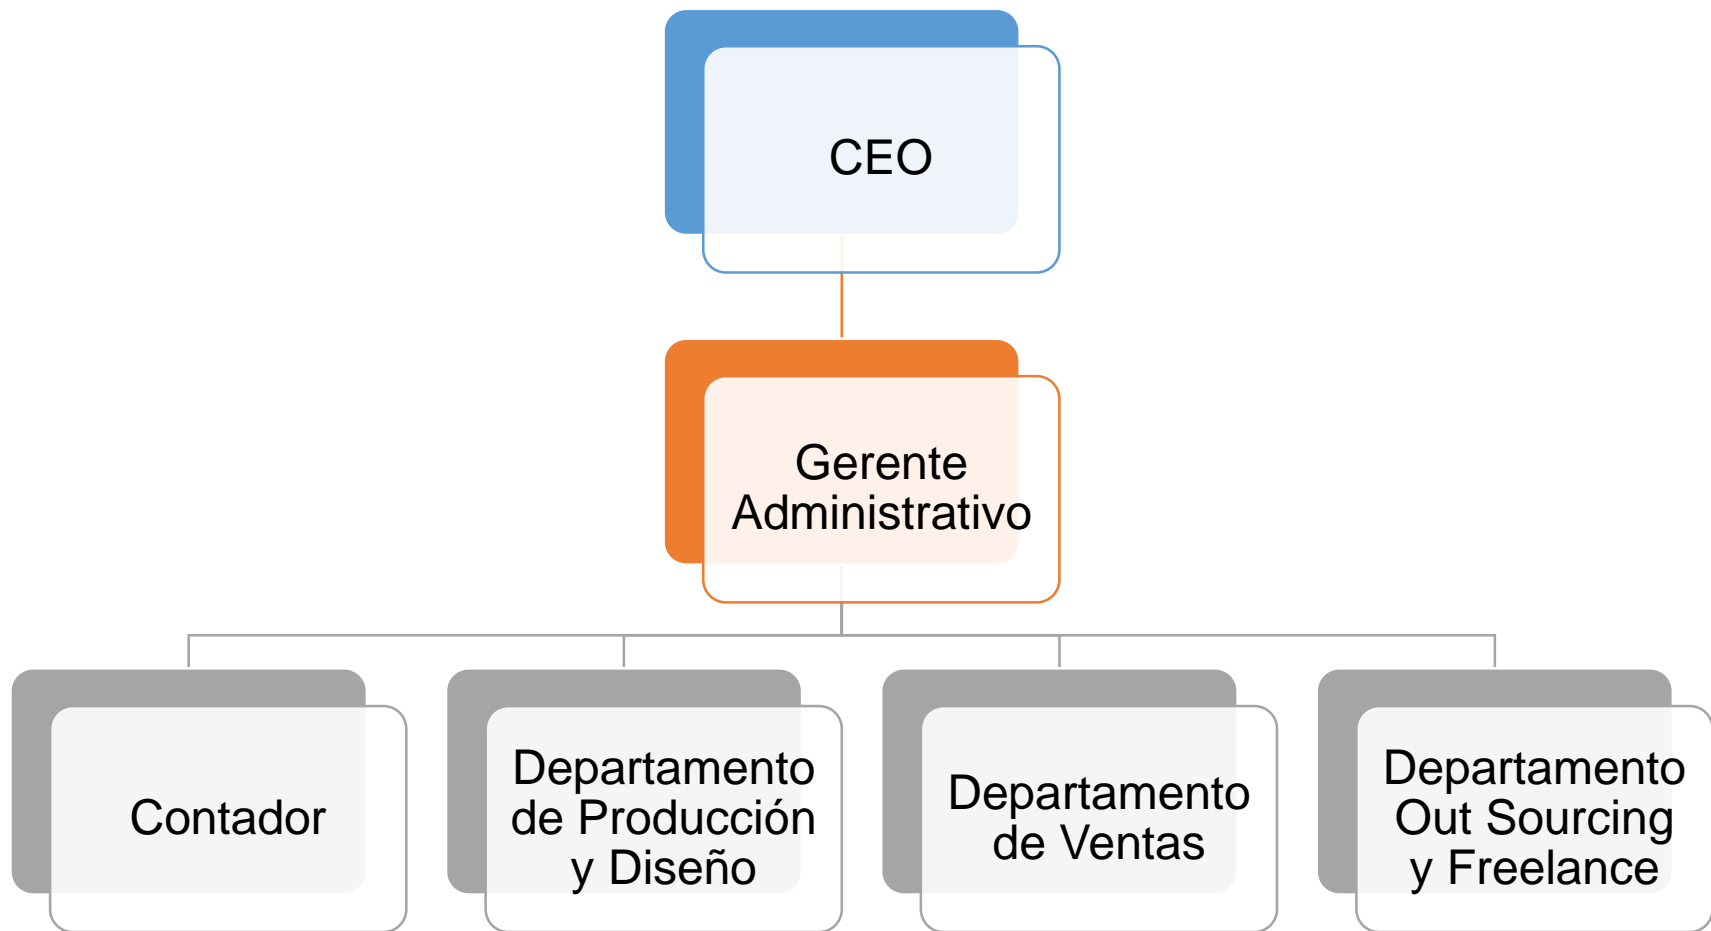 CEO
Gerente
Administrativo
Contador
Departamento
de Producción
y Diseño
Departamento
de Ventas
Departamento
Out Sourcing
y Freelance